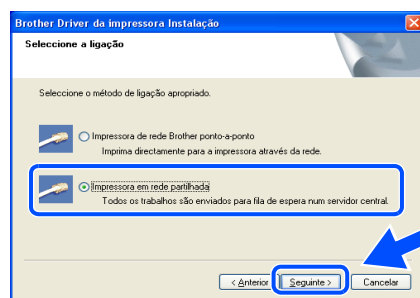 Brother Driver da impressora Instalação
Seleccione a ligação
Seleccione o método de ligação apropriado.
Impressora de rede Brother ponto-a-ponto
Imprima directamente para a impressora através da rede.
Impressora em rede partilhada
Todos os trabalhos são enviados para fila de espera num servidor central.
< Anterior Seguinte > Cancelar